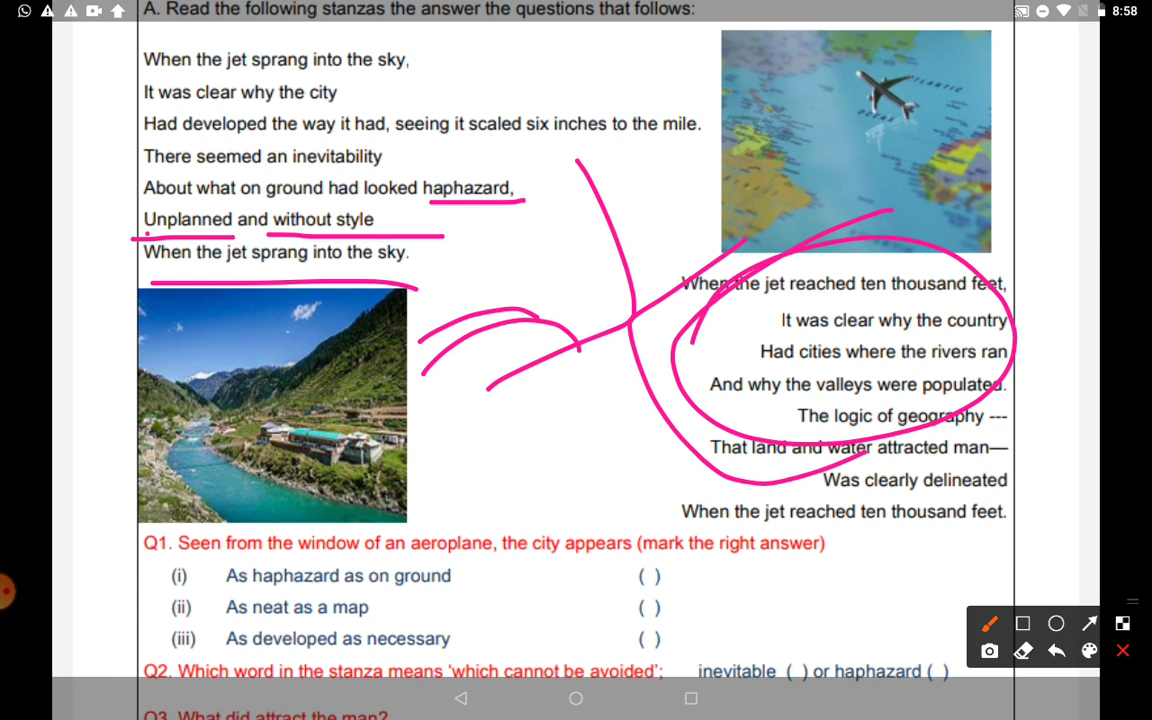 8:58
A. Read the following stanzas the answer the questions that follows:
When the jet sprang into the sky,
It was clear why the city
Had developed the way it had, seeing it scaled six inches to the mile.
There seemed an inevitability
About what on ground had looked haphazard,
Unplanned and without style
When the jet sprang into the sky.
ATLANTIC
OCEAN
When the jet reached ten thousand feet,
It was clear why the country
Had cities where the rivers ran
And why the valleys were populated.
The logic of geography ---
That land and water attracted man—
Was clearly delineated
When the jet reached ten thousand feet.
Q1. Seen from the window of an aeroplane, the city appears (mark the right answer)
(i) As haphazard as on ground ( )
(ii) As neat as a map ( )
(iii) As developed as necessary ( )
Q2. Which word in the stanza means 'which cannot be avoided'; inevitable ( ) or haphazard ( )
Q3. What did attract the man?